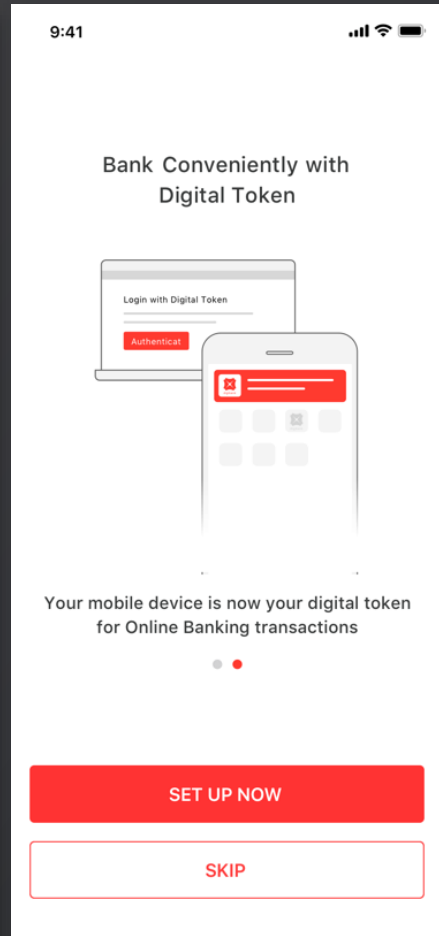 9:41
Bank Conveniently with
Digital Token
Login with Digital Token
Authenticat
Your mobile device is now your digital token
for Online Banking transactions
SET UP NOW
SKIP